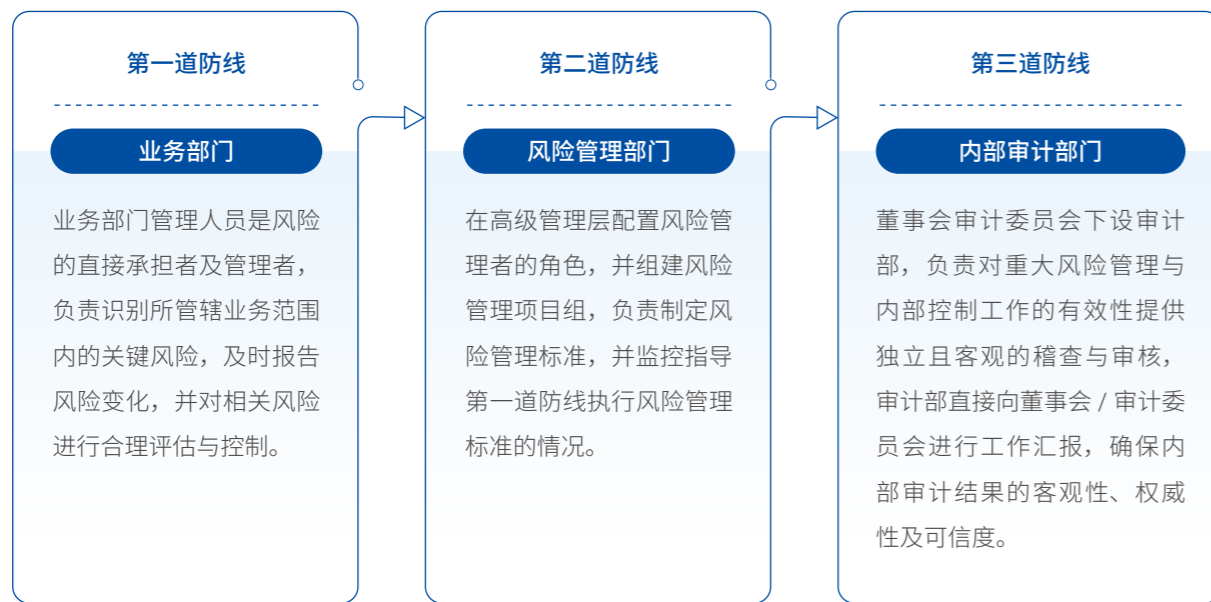 第一道防线
业务部门
业务部门管理人员是风险
的直接承担者及管理者，
负责识别所管辖业务范围
内的关键风险，及时报告
风险变化，并对相关风险
进行合理评估与控制。
第二道防线
风险管理部门
在高级管理层配置风险管
理者的角色，并组建风险
管理项目组，负责制定风
险管理标准，并监控指导
第一道防线执行风险管理
标准的情况。
第三道防线
内部审计部门
董事会审计委员会下设审计
部，负责对重大风险管理与
内部控制工作的有效性提供
独立且客观的稽查与审核，
审计部直接向董事会 / 审计委
员会进行工作汇报，确保内
部审计结果的客观性、权威
性及可信度。